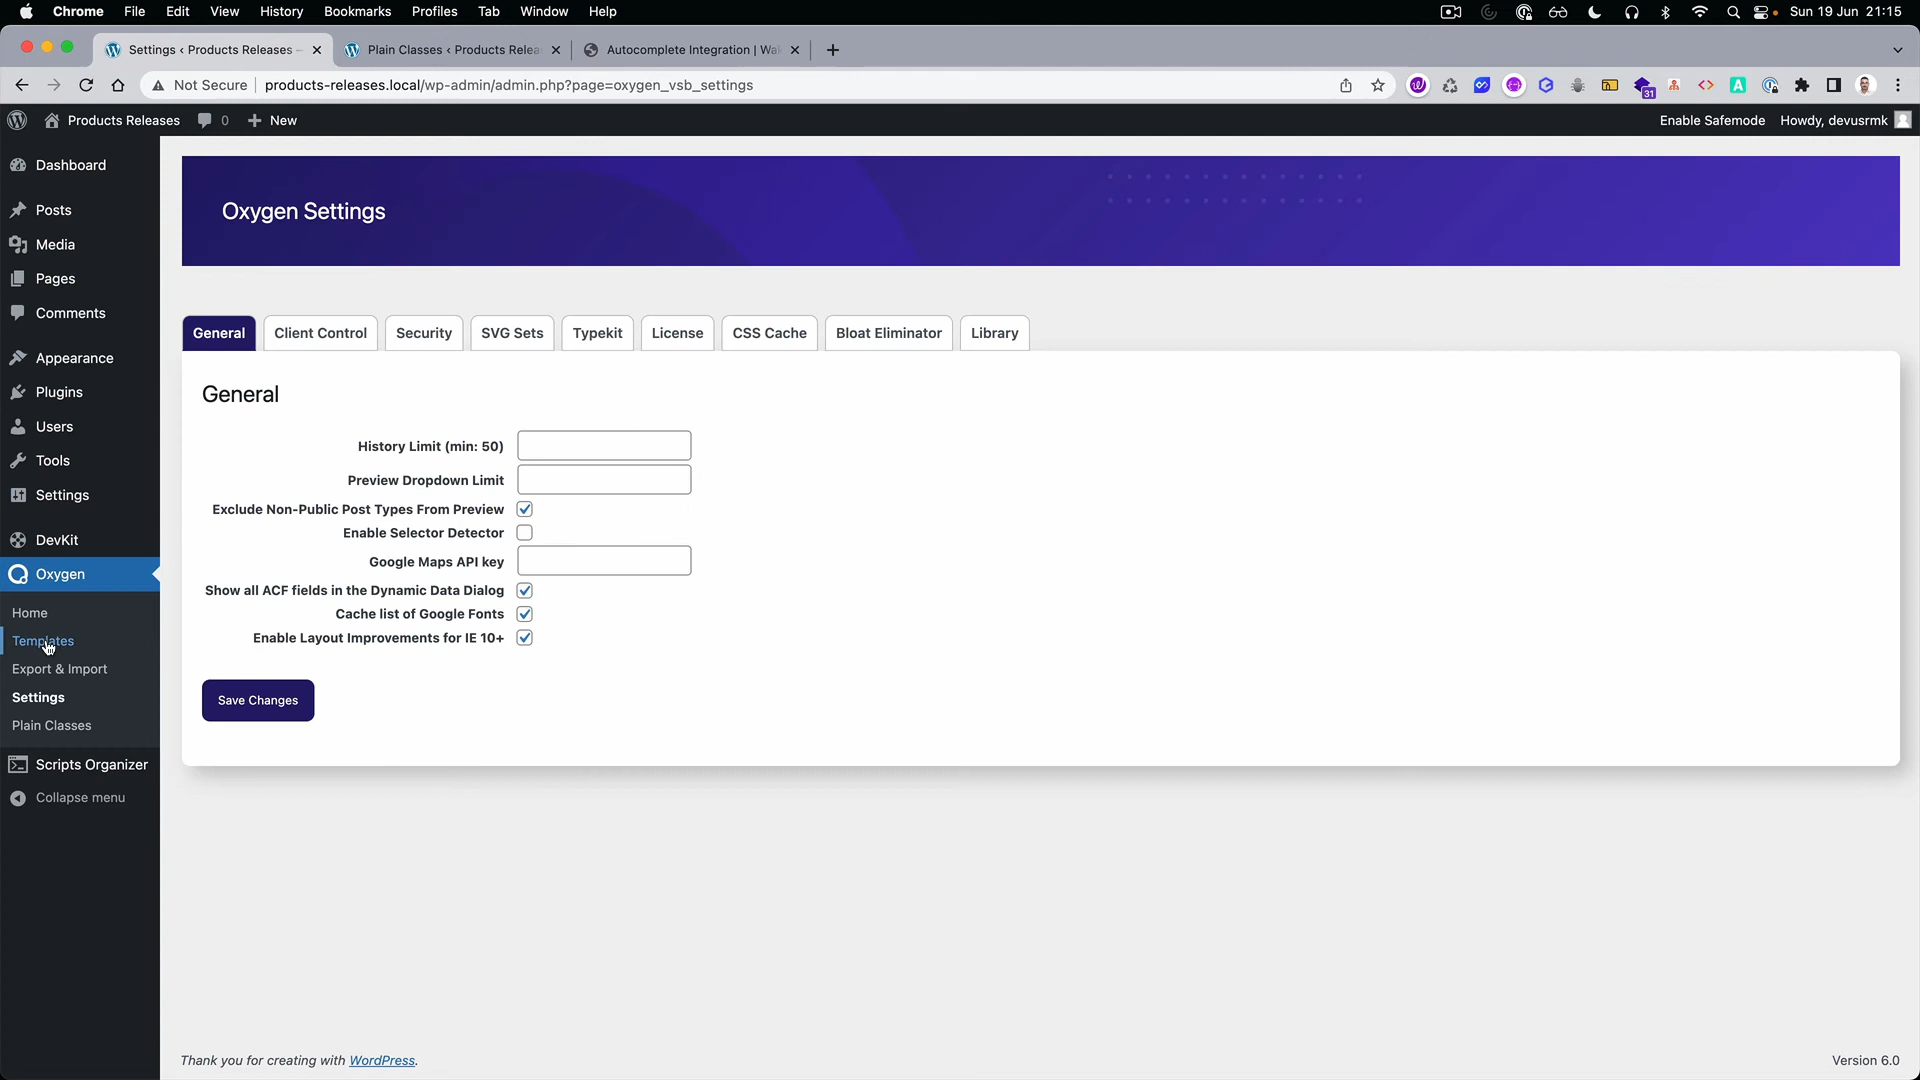 Chrome File Edit View History Bookmarks Profiles Tab Window Help Sun 19 Jun 21:15
Settings ‹ Products Releases — Plain Classes ‹ Products Relea Autocomplete Integration | Wa
Not Secure products-releases.local/wp-admin/admin.php?page=oxygen_vsb_settings
31
Products Releases 0 New Enable Safemode Howdy, devusrmk
Dashboard
Posts
Media
Pages
Comments
Appearance
Plugins
Users
Tools
Settings
DevKit
Oxygen
Home
Templates
Export & Import
Settings
Plain Classes
Scripts Organizer
Collapse menu
Oxygen Settings
General Client Control Security SVG Sets Typekit License CSS Cache Bloat Eliminator Library
General
History Limit (min: 50)
Preview Dropdown Limit
Exclude Non-Public Post Types From Preview
Enable Selector Detector
Google Maps API key
Show all ACF fields in the Dynamic Data Dialog
Cache list of Google Fonts
Enable Layout Improvements for IE 10+
Save Changes
Thank you for creating with WordPress. Version 6.0